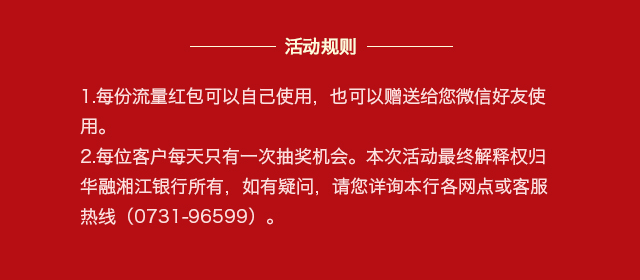 活动规则
1.每份流量红包可以自己使用，也可以赠送给您微信好友使
用。
2.每位客户每天只有一次抽奖机会。本次活动最终解释权归
华融湘江银行所有，如有疑问，请您详询本行各网点或客服
热线（0731-96599）。